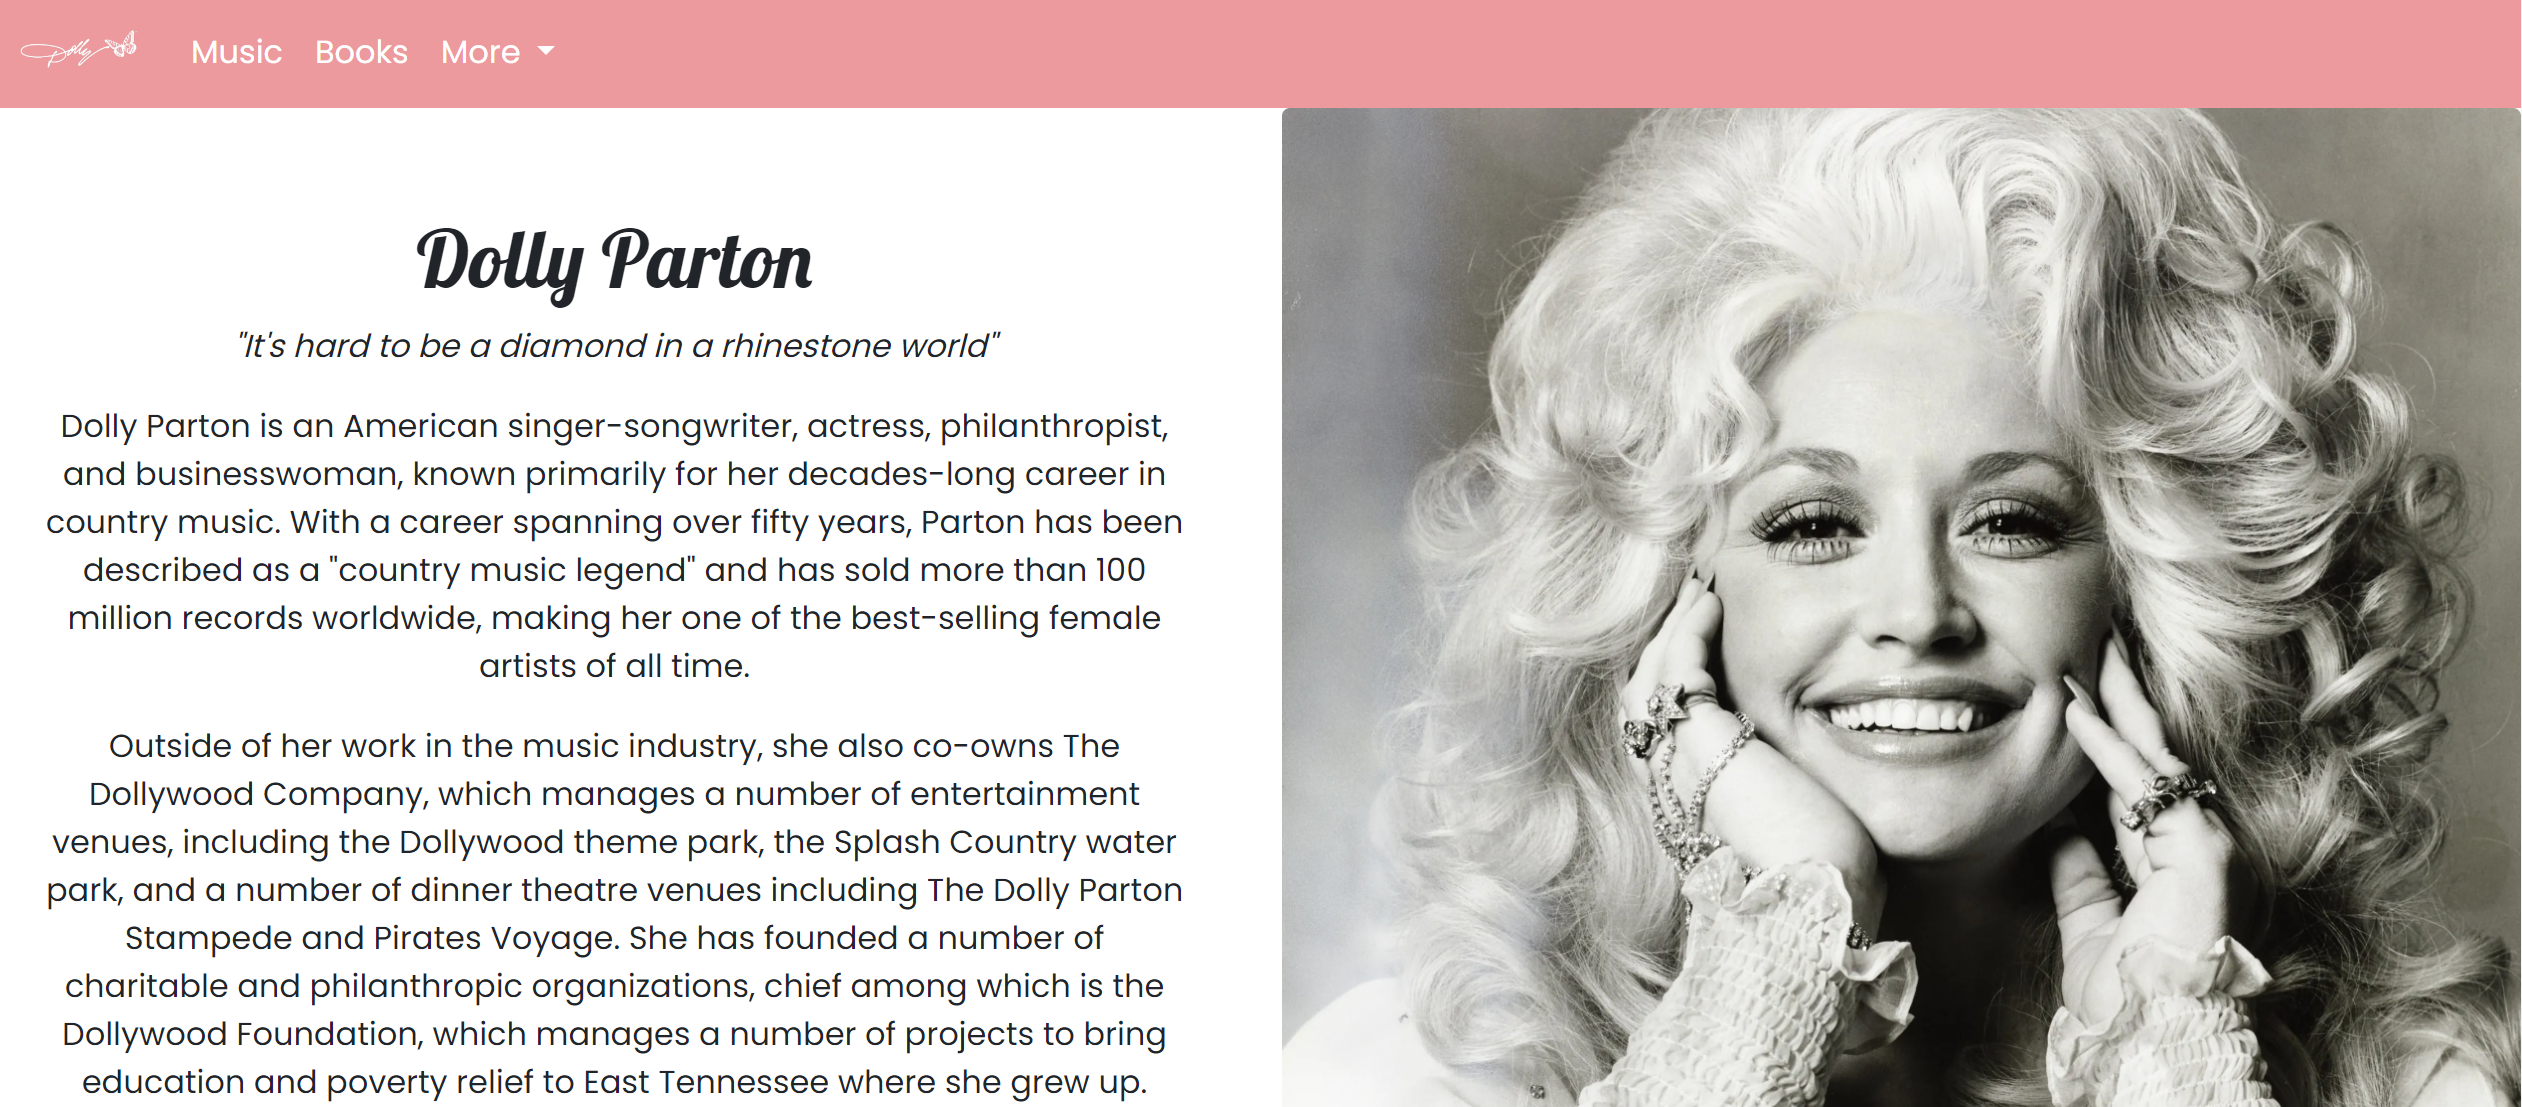 Dolly
Music Books More
Dolly Parton
"It's hard to be a diamond in a rhinestone world"
Dolly Parton is an American singer-songwriter, actress, philanthropist,
and businesswoman, known primarily for her decades-long career in
country music. With a career spanning over fifty years, Parton has been
described as a "country music legend" and has sold more than 100
million records worldwide, making her one of the best-selling female
artists of all time.
Outside of her work in the music industry, she also co-owns The
Dollywood Company, which manages a number of entertainment
venues, including the Dollywood theme park, the Splash Country water
park, and a number of dinner theatre venues including The Dolly Parton
Stampede and Pirates Voyage. She has founded a number of
charitable and philanthropic organizations, chief among which is the
Dollywood Foundation, which manages a number of projects to bring
education and poverty relief to East Tennessee where she grew up.